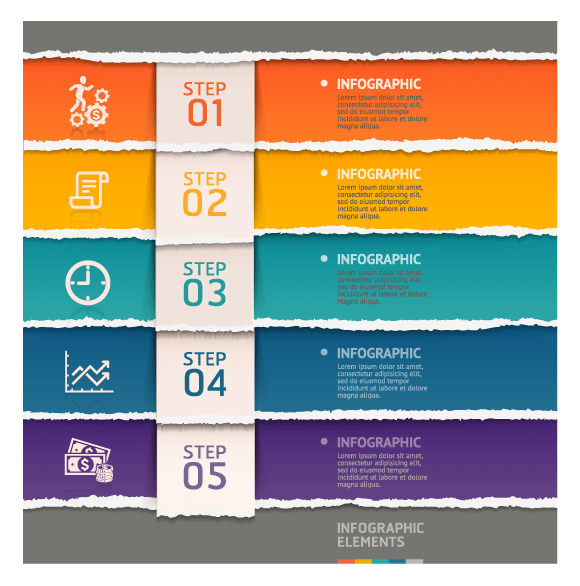 STEP
01
INFOGRAPHIC
Lorem ipsum dolor sit amet,
consectetur adipisicing elit,
sed do eiusmod tempor
incididunt ut labore et dolore
magna aliqua.
STEP
02
INFOGRAPHIC
Lorem ipsum dolor sit amet,
consectetur adipisicing elit,
sed do eiusmod tempor
incididunt ut labore et dolore
magna aliqua.
STEP
03
INFOGRAPHIC
Lorem ipsum dolor sit amet,
consectetur adipisicing elit,
sed do eiusmod tempor
incididunt ut labore et dolore
magna aliqua.
STEP
04
INFOGRAPHIC
Lorem ipsum dolor sit amet,
consectetur adipisicing elit,
sed do eiusmod tempor
incididunt ut labore et dolore
magna aliqua.
STEP
05
INFOGRAPHIC
Lorem ipsum dolor sit amet,
consectetur adipisicing elit,
sed do eiusmod tempor
incididunt ut labore et dolore
magna aliqua.
INFOGRAPHIC
ELEMENTS